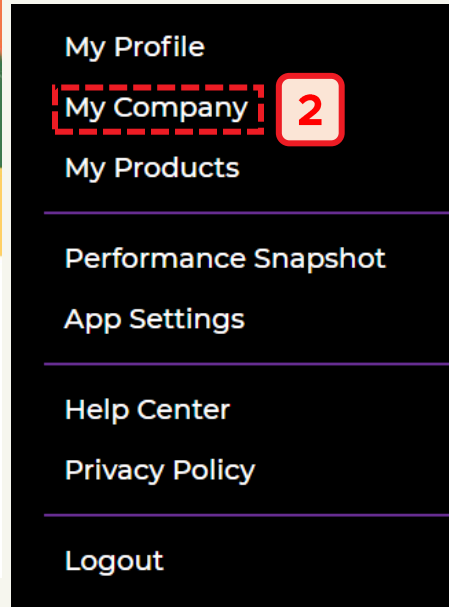 My Profile
My Company 2
My Products
Performance Snapshot
App Settings
Help Center
Privacy Policy
Logout